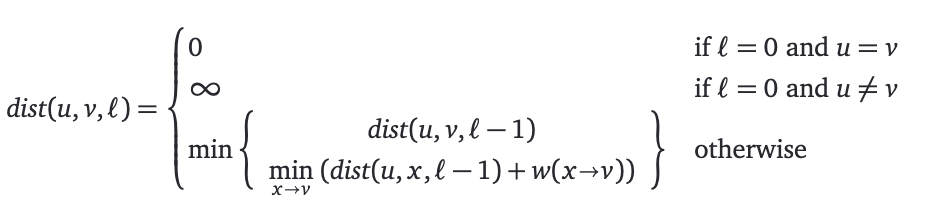 dist(u, v, ℓ) = { 0 if ℓ = 0 and u = v
∞ if ℓ = 0 and u ≠ v
min { dist(u, v, ℓ − 1)
min x→v (dist(u, x, ℓ − 1) + w(x→v)) } otherwise